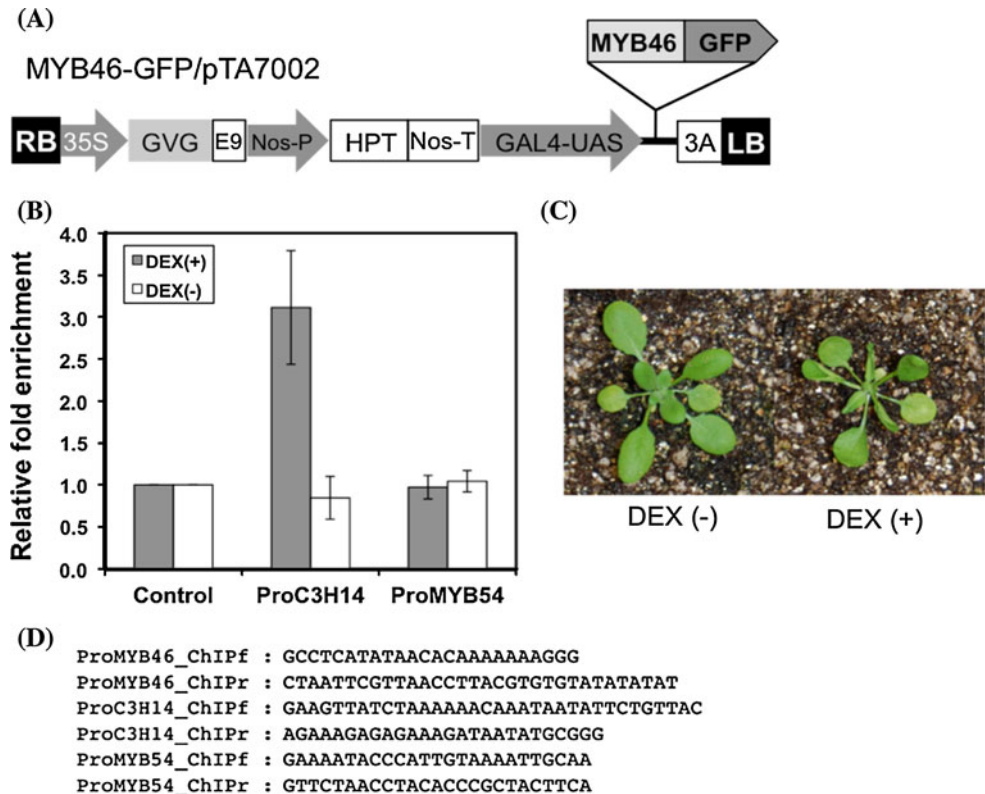 (A)
MYB46-GFP/pTA7002
MYB46 GFP
RB 35S GVG E9 Nos-P HPT Nos-T GAL4-UAS 3A LB
(B)
Relative fold enrichment
4.0
3.5
3.0
2.5
2.0
1.5
1.0
0.5
0.0
DEX(+)
DEX(-)
Control ProC3H14 ProMYB54
(C)
DEX (-) DEX (+)
(D)
ProMYB46_ChIPf : GCCTCATATAACACAAAAAAAGGG
ProMYB46_ChIPr : CTAATTCGTTAACCTTACGTGTGTATATATAT
ProC3H14_ChIPf : GAAGTTATCTAAAAAACAAATAATATTCTGTTAC
ProC3H14_ChIPr : AGAAAGAGAGAAAGATAATATGCGGG
ProMYB54_ChIPf : GAAAATACCCATTGTAAAATTGCAA
ProMYB54_ChIPr : GTTCTAACCTACACCCGCTACTTCA